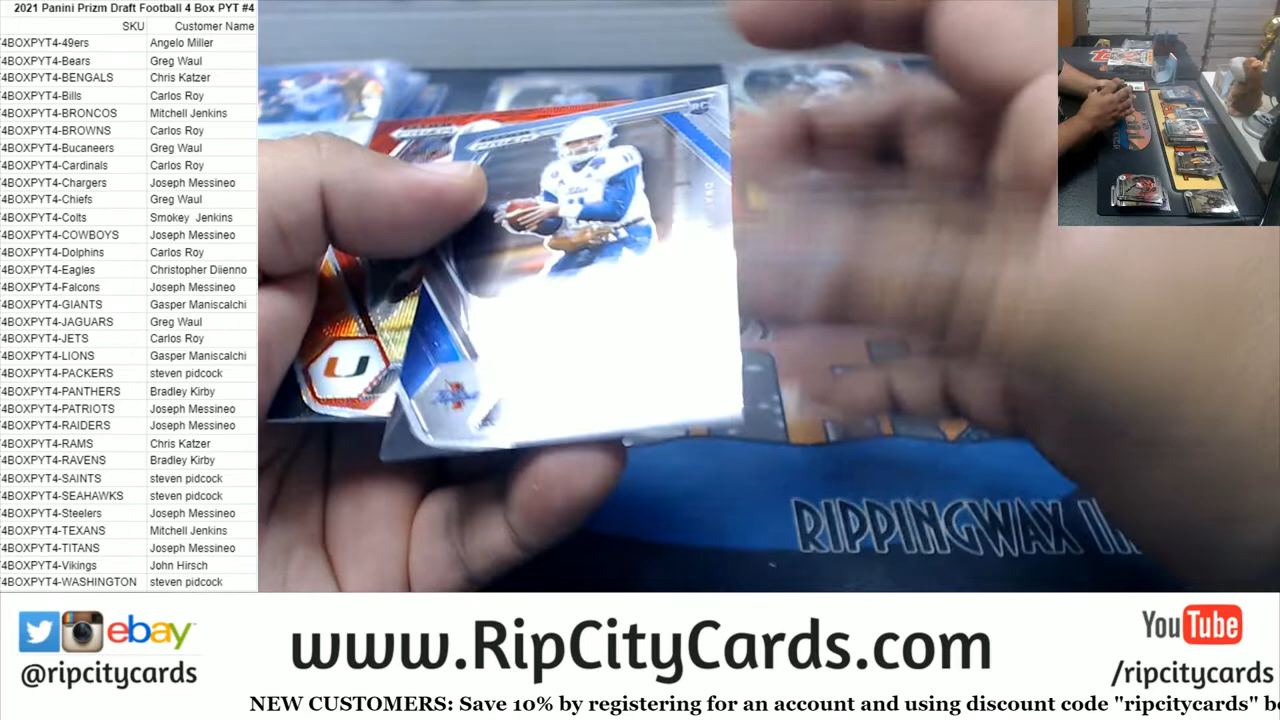 2021 Panini Prizm Draft Football 4 Box PYT #4
SKU Customer Name
4BOXPYT4-49ers Angelo Miller
4BOXPYT4-Bears Greg Waul
4BOXPYT4-BENGALS Chris Katzer
4BOXPYT4-Bills Carlos Roy
4BOXPYT4-BRONCOS Mitchell Jenkins
4BOXPYT4-BROWNS Carlos Roy
4BOXPYT4-Bucaneers Greg Waul
4BOXPYT4-Cardinals Carlos Roy
4BOXPYT4-Chargers Joseph Messineo
4BOXPYT4-Chiefs Greg Waul
4BOXPYT4-Colts Smokey Jenkins
4BOXPYT4-COWBOYS Joseph Messineo
4BOXPYT4-Dolphins Carlos Roy
4BOXPYT4-Eagles Christopher Diienno
4BOXPYT4-Falcons Joseph Messineo
4BOXPYT4-GIANTS Gasper Maniscalchi
4BOXPYT4-JAGUARS Greg Waul
4BOXPYT4-JETS Carlos Roy
4BOXPYT4-LIONS Gasper Maniscalchi
4BOXPYT4-PACKERS steven pidcock
4BOXPYT4-PANTHERS Bradley Kirby
4BOXPYT4-PATRIOTS Joseph Messineo
4BOXPYT4-RAIDERS Joseph Messineo
4BOXPYT4-RAMS Chris Katzer
4BOXPYT4-RAVENS Bradley Kirby
4BOXPYT4-SAINTS steven pidcock
4BOXPYT4-SEAHAWKS steven pidcock
4BOXPYT4-Steelers Joseph Messineo
4BOXPYT4-TEXANS Mitchell Jenkins
4BOXPYT4-TITANS Joseph Messineo
4BOXPYT4-Vikings John Hirsch
4BOXPYT4-WASHINGTON steven pidcock
RC
RIPPINGWAX
ebay
@ripcitycards
www.RipCityCards.com
YouTube
/ripcitycards
NEW CUSTOMERS: Save 10% by registering for an account and using discount code "ripcitycards" be